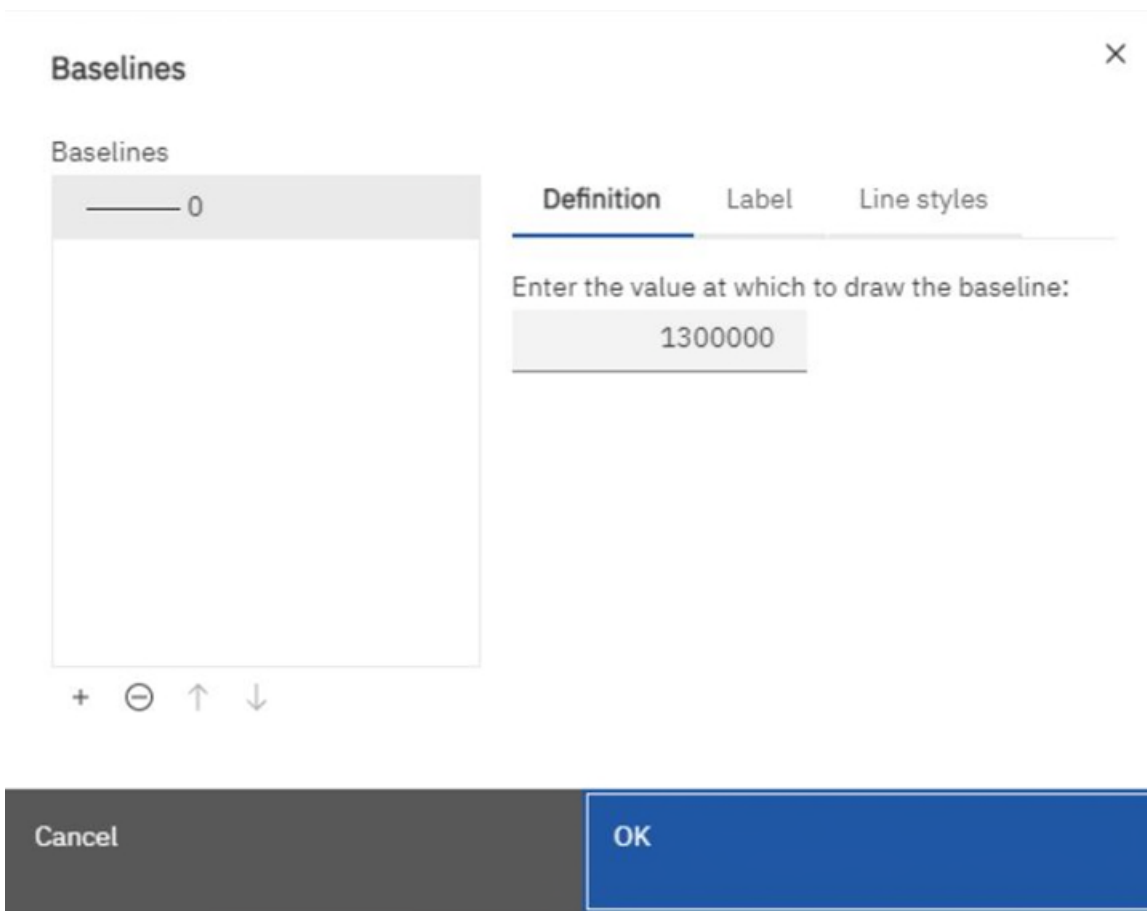 Baselines
Baselines
0
Definition Label Line styles
Enter the value at which to draw the baseline:
1300000
Cancel
OK